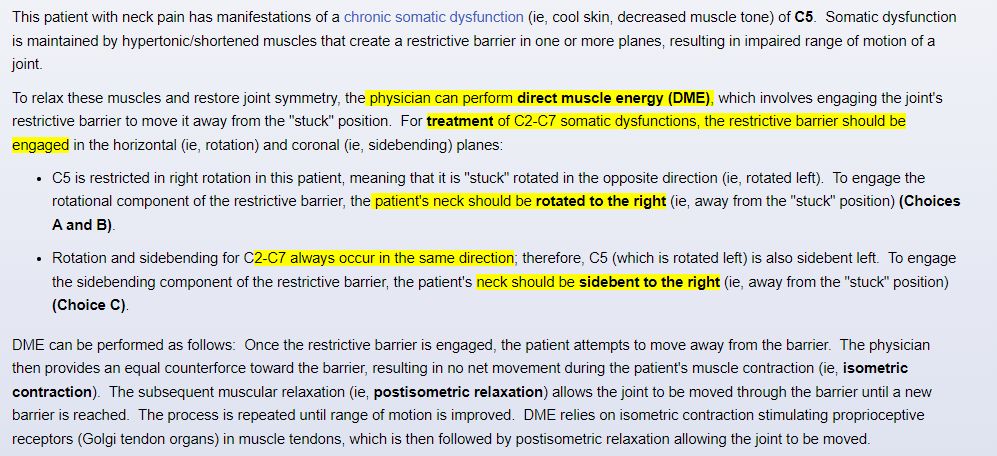 This patient with neck pain has manifestations of a chronic somatic dysfunction (ie, cool skin, decreased muscle tone) of C5.  Somatic dysfunction
is maintained by hypertonic/shortened muscles that create a restrictive barrier in one or more planes, resulting in impaired range of motion of a
joint.
To relax these muscles and restore joint symmetry, the physician can perform direct muscle energy (DME), which involves engaging the joint's
restrictive barrier to move it away from the "stuck" position.  For treatment of C2-C7 somatic dysfunctions, the restrictive barrier should be
engaged in the horizontal (ie, rotation) and coronal (ie, sidebending) planes:
• C5 is restricted in right rotation in this patient, meaning that it is "stuck" rotated in the opposite direction (ie, rotated left).  To engage the
rotational component of the restrictive barrier, the patient's neck should be rotated to the right (ie, away from the "stuck" position) (Choices
A and B).
• Rotation and sidebending for C2-C7 always occur in the same direction; therefore, C5 (which is rotated left) is also sidebent left.  To engage
the sidebending component of the restrictive barrier, the patient's neck should be sidebent to the right (ie, away from the "stuck" position)
(Choice C).
DME can be performed as follows:  Once the restrictive barrier is engaged, the patient attempts to move away from the barrier.  The physician
then provides an equal counterforce toward the barrier, resulting in no net movement during the patient's muscle contraction (ie, isometric
contraction).  The subsequent muscular relaxation (ie, postisometric relaxation) allows the joint to be moved through the barrier until a new
barrier is reached.  The process is repeated until range of motion is improved.  DME relies on isometric contraction stimulating proprioceptive
receptors (Golgi tendon organs) in muscle tendons, which is then followed by postisometric relaxation allowing the joint to be moved.